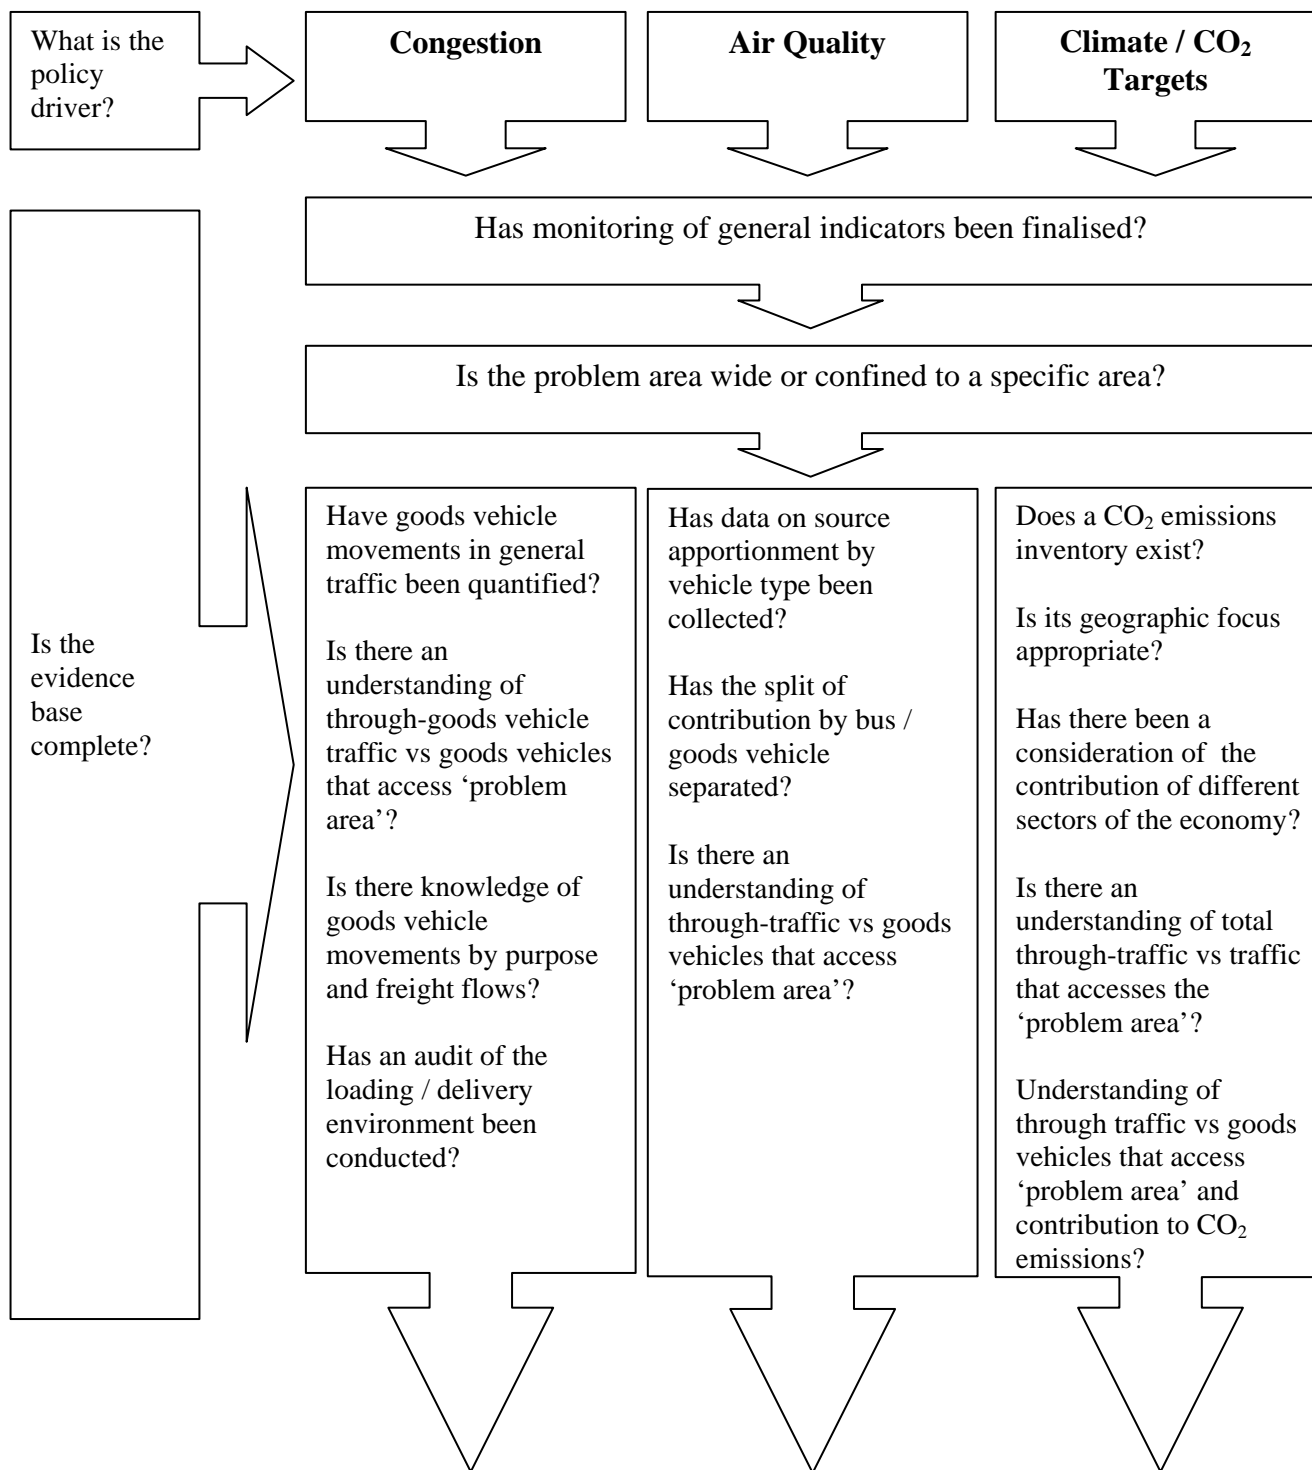 What is the
policy
driver?
Congestion
Air Quality
Climate / CO₂
Targets
Has monitoring of general indicators been finalised?
Is the problem area wide or confined to a specific area?
Is the
evidence
base
complete?
Have goods vehicle
movements in general
traffic been quantified?
Is there an
understanding of
through-goods vehicle
traffic vs goods vehicles
that access ‘problem
area’?
Is there knowledge of
goods vehicle
movements by purpose
and freight flows?
Has an audit of the
loading / delivery
environment been
conducted?
Has data on source
apportionment by
vehicle type been
collected?
Has the split of
contribution by bus /
goods vehicle
separated?
Is there an
understanding of
through-traffic vs goods
vehicles that access
‘problem area’?
Does a CO₂ emissions
inventory exist?
Is its geographic focus
appropriate?
Has there been a
consideration of  the
contribution of different
sectors of the economy?
Is there an
understanding of total
through-traffic vs traffic
that accesses the
‘problem area’?
Understanding of
through traffic vs goods
vehicles that access
‘problem area’ and
contribution to CO₂
emissions?